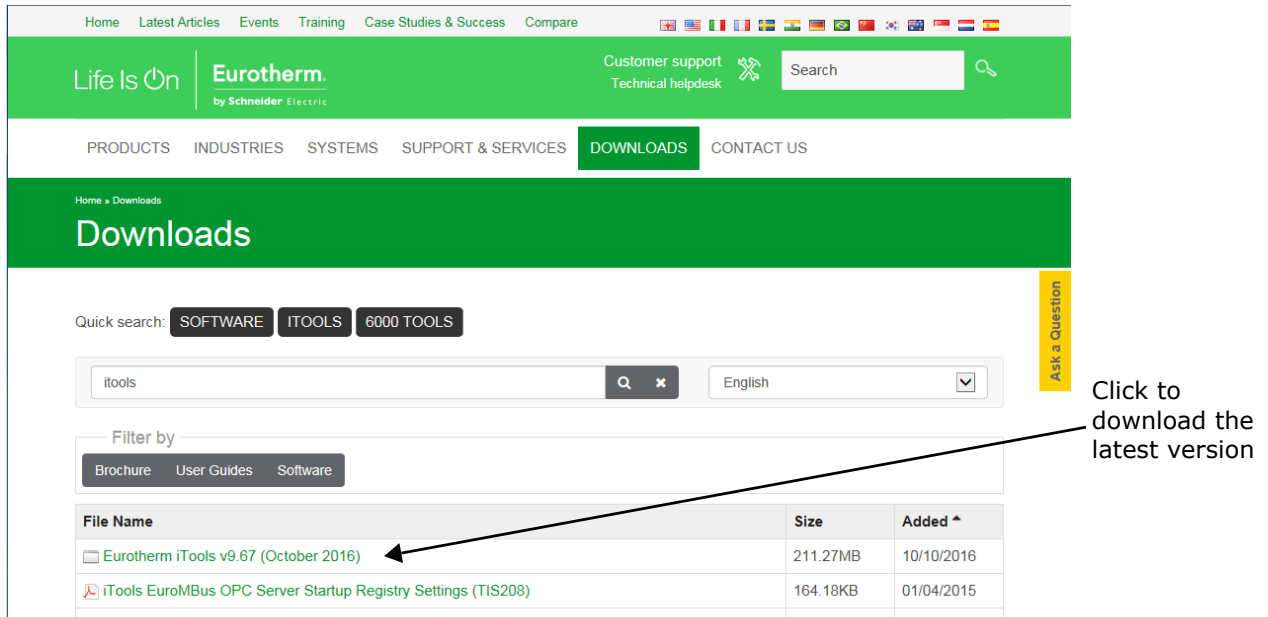 Home Latest Articles Events Training Case Studies & Success Compare
Life Is On Eurotherm. by Schneider Electric
Customer support
Technical helpdesk
Search
PRODUCTS INDUSTRIES SYSTEMS SUPPORT & SERVICES DOWNLOADS CONTACT US
Home » Downloads
Downloads
Ask a Question
Quick search: SOFTWARE ITOOLS 6000 TOOLS
itools English
Click to
download the
latest version
Filter by
Brochure User Guides Software
File Name Size Added
Eurotherm iTools v9.67 (October 2016) 211.27MB 10/10/2016
iTools EuroMBus OPC Server Startup Registry Settings (TIS208) 164.18KB 01/04/2015